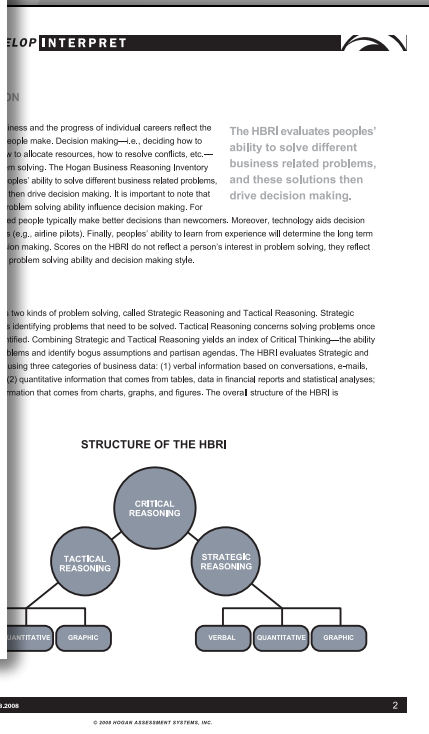 INTERPRET
iness and the progress of individual careers reflect the
people make. Decision making—i.e., deciding how to
to allocate resources, how to resolve conflicts, etc.—
solving. The Hogan Business Reasoning Inventory
ability to solve different business related problems,
then drive decision making. It is important to note that
problem solving ability influence decision making. For
The HBRI evaluates peoples'
ability to solve different
business related problems,
and these solutions then
drive decision making.
people typically make better decisions than newcomers. Moreover, technology aids decision
(e.g., airline pilots). Finally, peoples' ability to learn from experience will determine the long term
making. Scores on the HBRI do not reflect a person's interest in problem solving, they reflect
problem solving ability and decision making style.
two kinds of problem solving, called Strategic Reasoning and Tactical Reasoning. Strategic
identifying problems that need to be solved. Tactical Reasoning concerns solving problems once
Combining Strategic and Tactical Reasoning yields an index of Critical Thinking—the ability
and identify bogus assumptions and partisan agendas. The HBRI evaluates Strategic and
using three categories of business data: (1) verbal information based on conversations, e-mails,
(2) quantitative information that comes from tables, data in financial reports and statistical analyses;
that comes from charts, graphs, and figures. The overall structure of the HBRI is
STRUCTURE OF THE HBRI
CRITICAL
REASONING
TACTICAL
REASONING
STRATEGIC
REASONING
UANTITATIVE
GRAPHIC
VERBAL
QUANTITATIVE
GRAPHIC
.2008
2
© 2008 HOGAN ASSESSMENT SYSTEMS, INC.